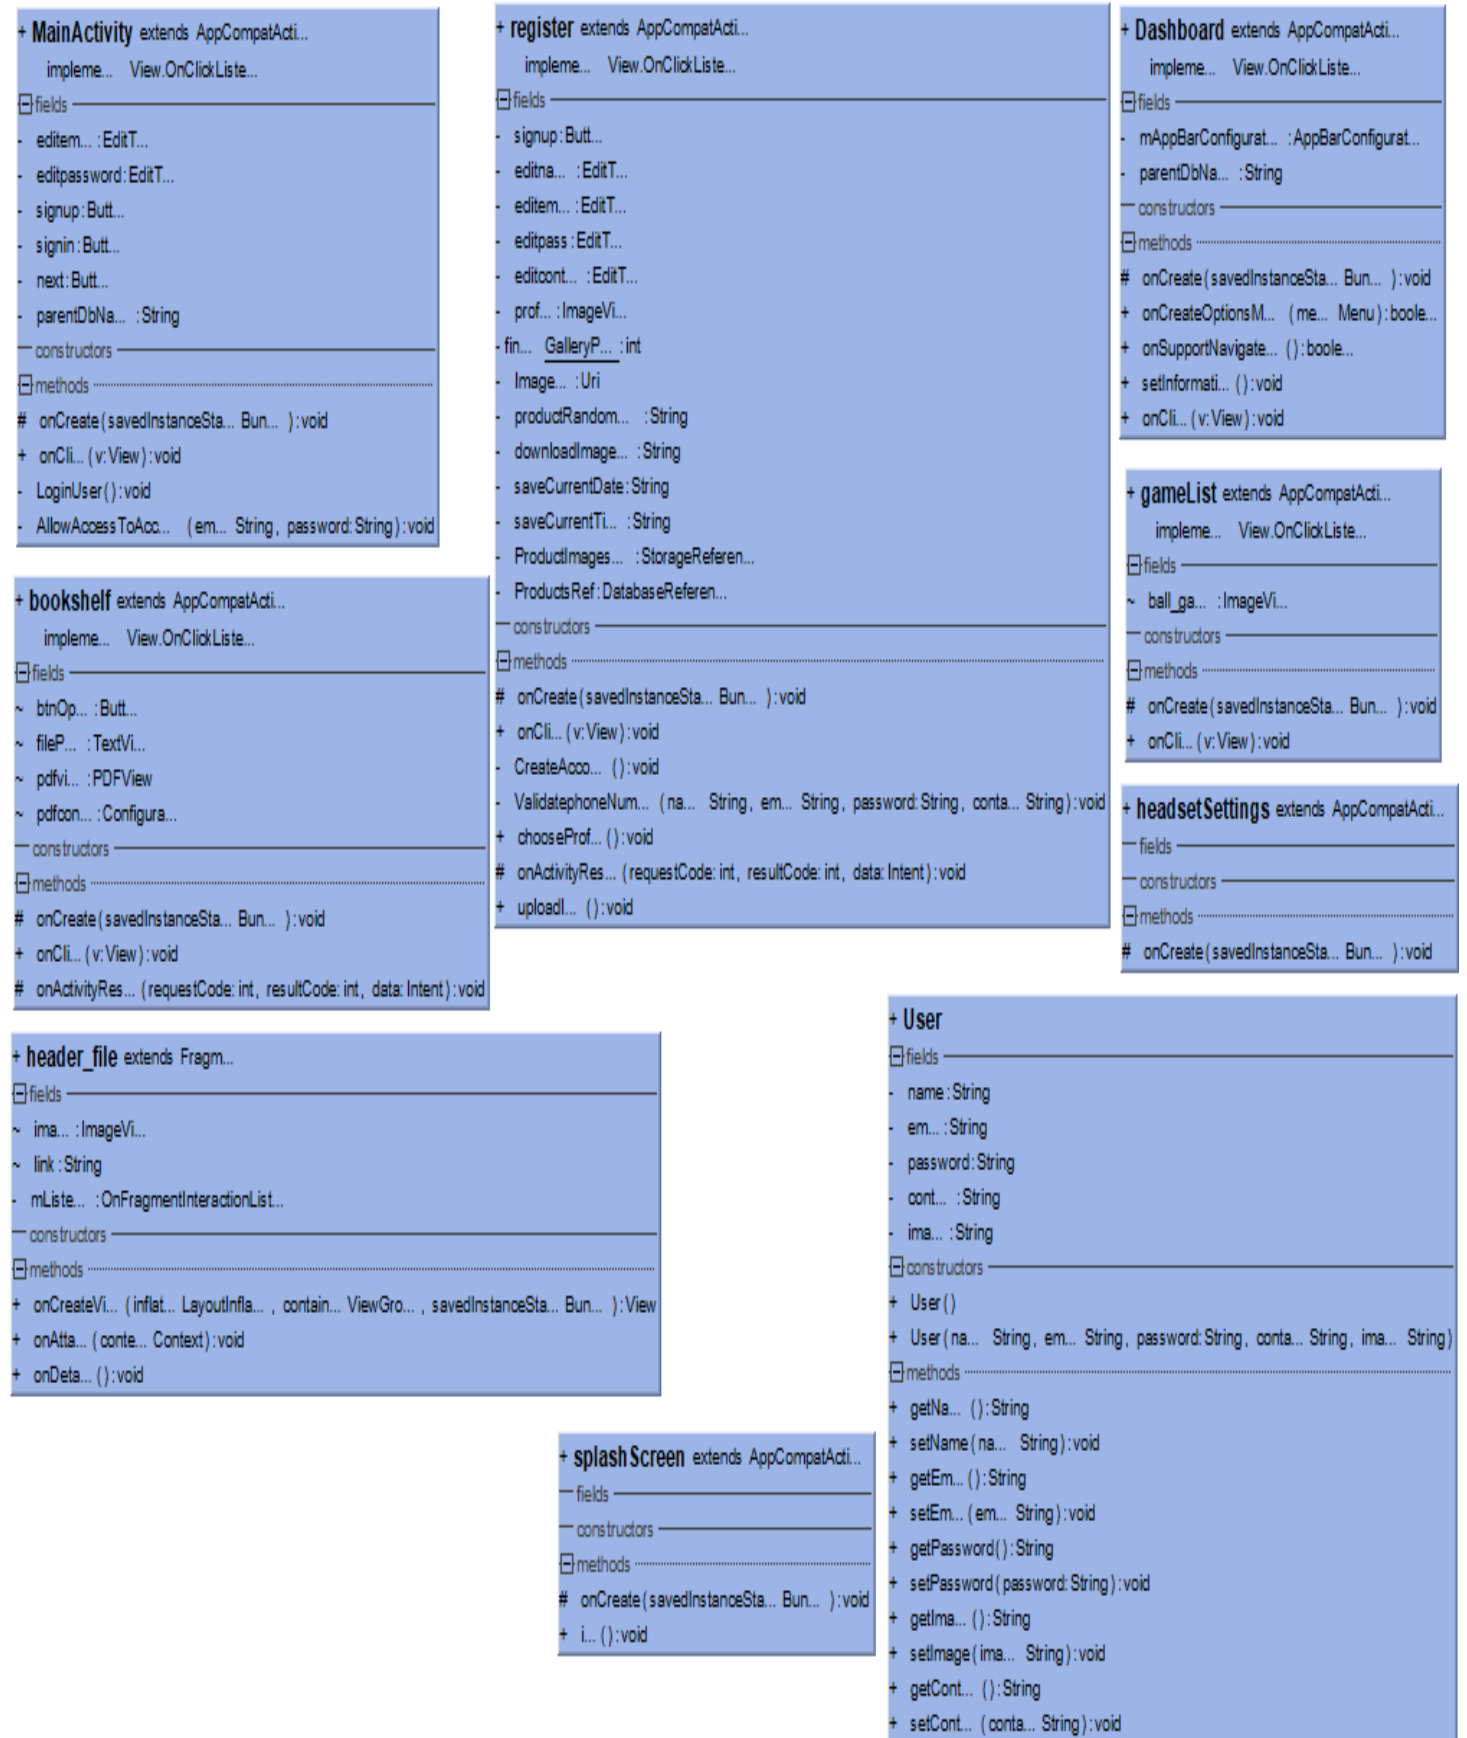 + MainActivity extends AppCompatActi...
impleme... View.OnClickListe...
fields
- editem... : EditT...
- editpassword: EditT...
- signup: Butt...
- signin: Butt...
- next: Butt...
- parentDbNa... : String
constructors
methods
# onCreate (savedInstanceSta... Bun... ): void
+ onCli... (v: View): void
- LoginUser(): void
- AllowAccessToAcc... (em... String, password: String): void
+ register extends AppCompatActi...
impleme... View.OnClickListe...
fields
- signup: Butt...
- editna... : EditT...
- editem... : EditT...
- editpass: EditT...
- editcont... : EditT...
- prof... : ImageVi...
- fin... GalleryP... : int
- Image... : Uri
- productRandom... : String
- downloadImage... : String
- saveCurrentDate: String
- saveCurrentTi... : String
- ProductImages... : StorageReferen...
- ProductsRef: DatabaseReferen...
constructors
methods
# onCreate (savedInstanceSta... Bun... ): void
+ onCli... (v: View): void
- CreateAcco... (): void
- ValidatephoneNum... (na... String, em... String, password: String, conta... String): void
+ chooseProf... (): void
# onActivityRes... (requestCode: int, resultCode: int, data: Intent): void
+ uploadI... (): void
+ Dashboard extends AppCompatActi...
impleme... View.OnClickListe...
fields
- mAppBarConfigurat... : AppBarConfigurat...
- parentDbNa... : String
constructors
methods
# onCreate (savedInstanceSta... Bun... ): void
+ onCreateOptionsM... (me... Menu): boole...
+ onSupportNavigate... (): boole...
+ setInformati... (): void
+ onCli... (v: View): void
+ gameList extends AppCompatActi...
impleme... View.OnClickListe...
fields
~ ball_ga... : ImageVi...
constructors
methods
# onCreate (savedInstanceSta... Bun... ): void
+ onCli... (v: View): void
+ bookshelf extends AppCompatActi...
impleme... View.OnClickListe...
fields
~ btnOp... : Butt...
~ fileP... : TextVi...
~ pdfvi... : PDFView
~ pdfcon... : Configura...
constructors
methods
# onCreate (savedInstanceSta... Bun... ): void
+ onCli... (v: View): void
# onActivityRes... (requestCode: int, resultCode: int, data: Intent): void
+ headsetSettings extends AppCompatActi...
fields
constructors
methods
# onCreate (savedInstanceSta... Bun... ): void
+ header_file extends Fragm...
fields
~ ima... : ImageVi...
~ link: String
- mListe... : OnFragmentInteractionList...
constructors
methods
+ onCreateVi... (inflat... LayoutInfla... , contain... ViewGro... , savedInstanceSta... Bun... ): View
+ onAtta... (conte... Context): void
+ onDeta... (): void
+ User
fields
- name: String
- em... : String
- password: String
- cont... : String
- ima... : String
constructors
+ User()
+ User(na... String, em... String, password: String, conta... String, ima... String)
methods
+ getNa... (): String
+ setName (na... String): void
+ getEm... (): String
+ setEm... (em... String): void
+ getPassword(): String
+ setPassword (password: String): void
+ getIma... (): String
+ setImage (ima... String): void
+ getCont... (): String
+ setCont... (conta... String): void
+ splashScreen extends AppCompatActi...
fields
constructors
methods
# onCreate (savedInstanceSta... Bun... ): void
+ i... (): void